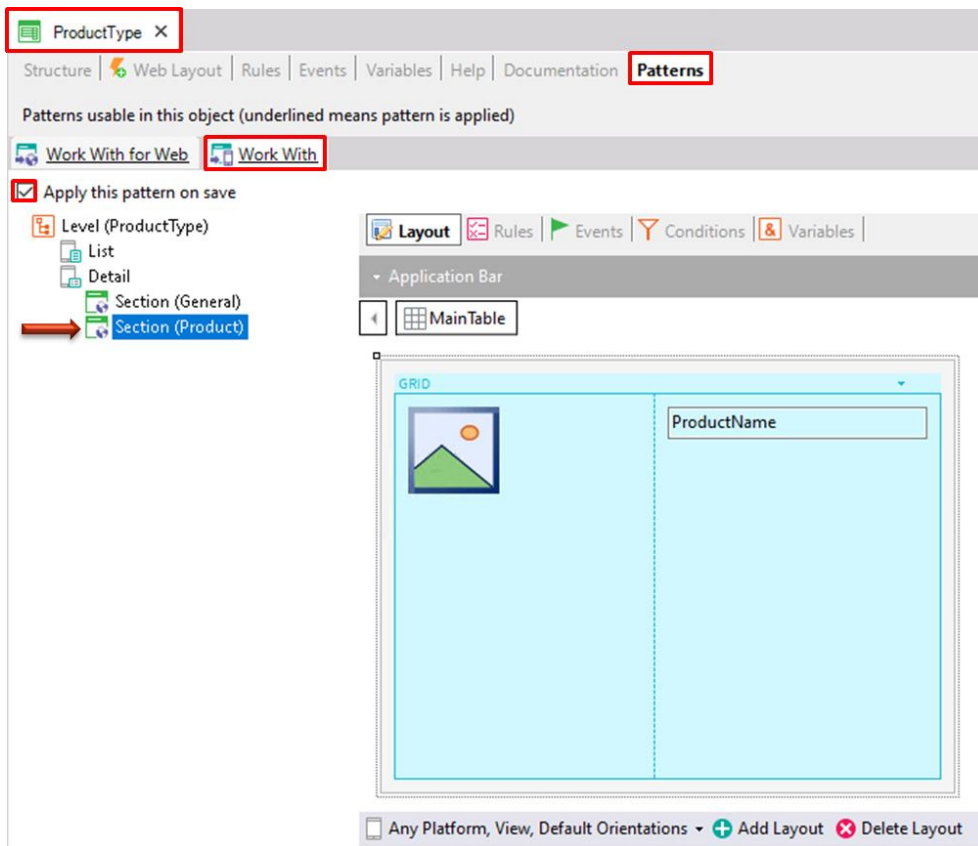 ProductType
Structure Web Layout Rules Events Variables Help Documentation Patterns
Patterns usable in this object (underlined means pattern is applied)
Work With for Web Work With
Apply this pattern on save
Level (ProductType)
List
Detail
Section (General)
Section (Product)
Layout Rules Events Conditions & Variables
Application Bar
MainTable
GRID
ProductName
Any Platform, View, Default Orientations Add Layout Delete Layout